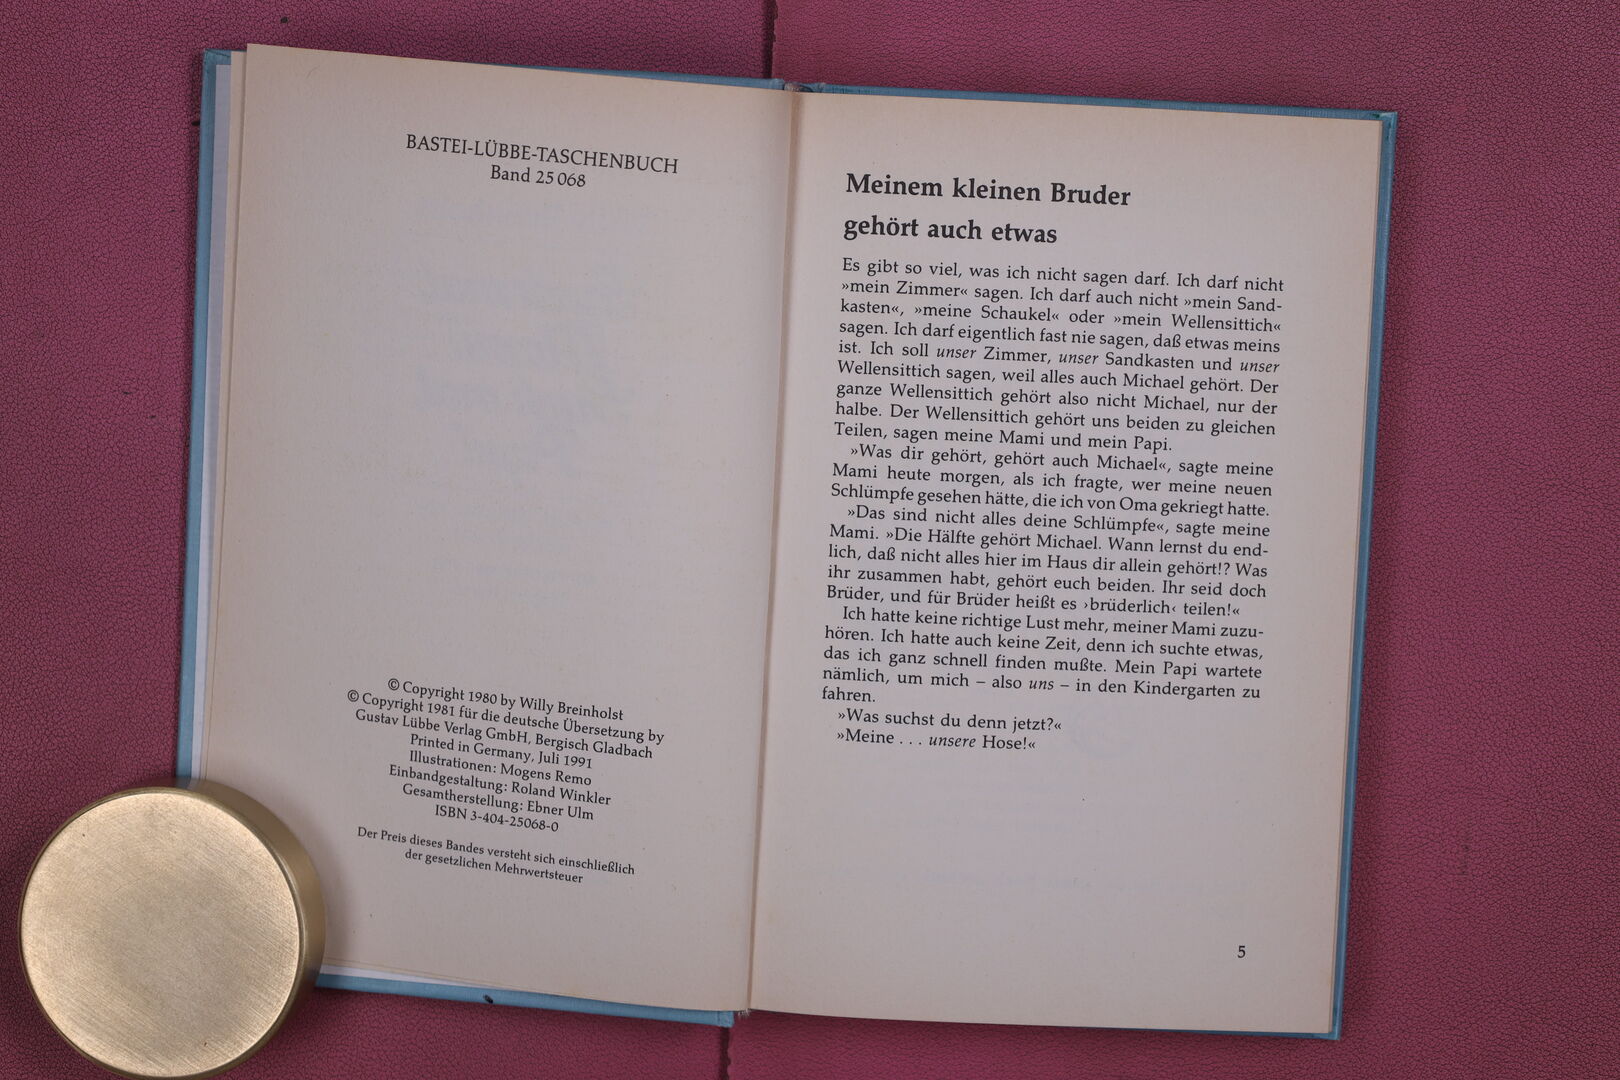 BASTEI-LÜBBE-TASCHENBUCH
Band 25 068
© Copyright 1980 by Willy Breinholst
© Copyright 1981 für die deutsche Übersetzung by
Gustav Lübbe Verlag GmbH, Bergisch Gladbach
Printed in Germany, Juli 1991
Illustrationen: Mogens Remo
Einbandgestaltung: Roland Winkler
Gesamtherstellung: Ebner Ulm
ISBN 3-404-25068-0
Der Preis dieses Bandes versteht sich einschließlich
der gesetzlichen Mehrwertsteuer
Meinem kleinen Bruder
gehört auch etwas
Es gibt so viel, was ich nicht sagen darf. Ich darf nicht
»mein Zimmer« sagen. Ich darf auch nicht »mein Sand-
kasten«, »meine Schaukel« oder »mein Wellensittich«
sagen. Ich darf eigentlich fast nie sagen, daß etwas meins
ist. Ich soll unser Zimmer, unser Sandkasten und unser
Wellensittich sagen, weil alles auch Michael gehört. Der
ganze Wellensittich gehört also nicht Michael, nur der
halbe. Der Wellensittich gehört uns beiden zu gleichen
Teilen, sagen meine Mami und mein Papi.
»Was dir gehört, gehört auch Michael«, sagte meine
Mami heute morgen, als ich fragte, wer meine neuen
Schlümpfe gesehen hätte, die ich von Oma gekriegt hatte.
»Das sind nicht alles deine Schlümpfe«, sagte meine
Mami. »Die Hälfte gehört Michael. Wann lernst du end-
lich, daß nicht alles hier im Haus dir allein gehört!? Was
ihr zusammen habt, gehört euch beiden. Ihr seid doch
Brüder, und für Brüder heißt es ›brüderlich‹ teilen!«
Ich hatte keine richtige Lust mehr, meiner Mami zuzu-
hören. Ich hatte auch keine Zeit, denn ich suchte etwas,
das ich ganz schnell finden mußte. Mein Papi wartete
nämlich, um mich – also uns – in den Kindergarten zu
fahren.
»Was suchst du denn jetzt?«
»Meine . . . unsere Hose!«
5